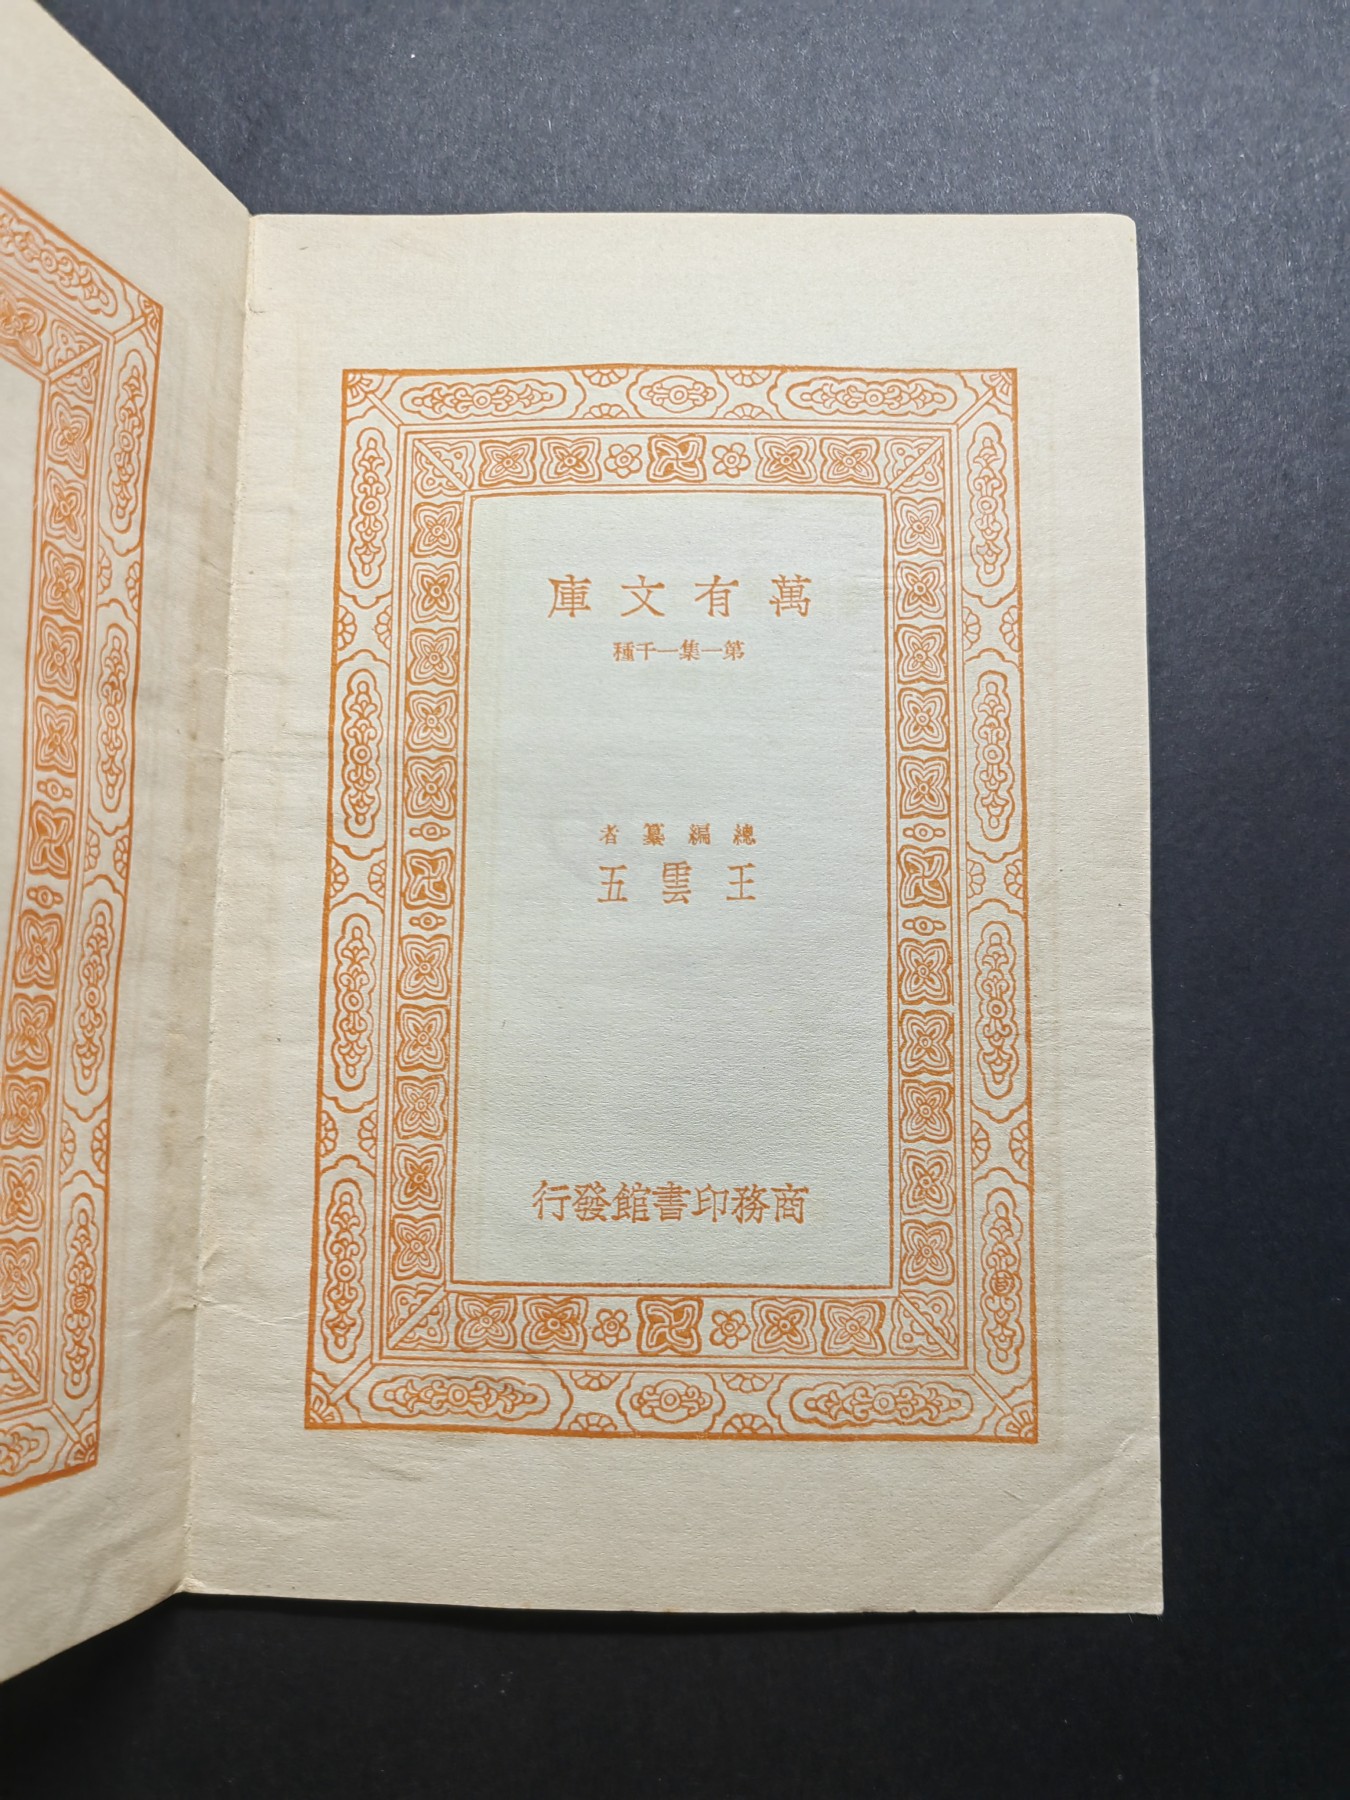 萬有文庫
第一集一千種
總編纂者
王雲五
商務印書館發行